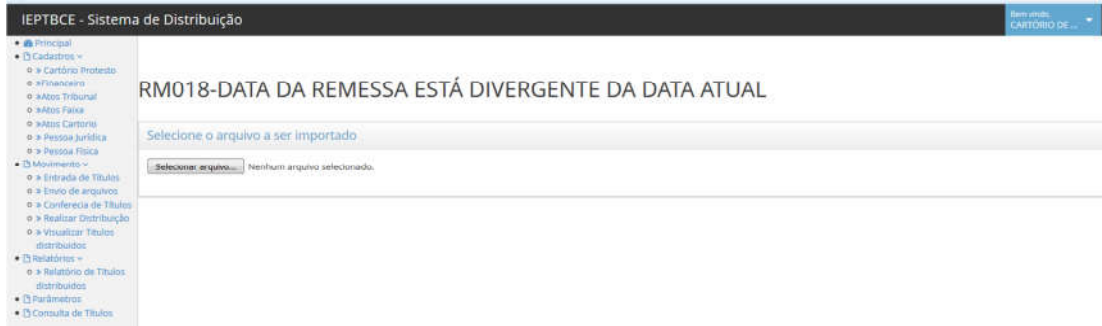 IEPTBCE - Sistema de Distribuição
Bem vindo,
CARTÓRIO DE ...
Principal
Cadastros
» Cartório Protesto
»Financeiro
»Atos Tribunal
»Atos Faixa
»Atos Cartorio
» Pessoa Jurídica
» Pessoa Física
Movimento
» Entrada de Títulos
» Envio de arquivos
» Conferecia de Títulos
» Realizar Distribuição
» Visualizar Titulos
distribuidos
Relatórios
» Relatório de Títulos
distribuidos
Parâmetros
Consulta de Títulos
RM018-DATA DA REMESSA ESTÁ DIVERGENTE DA DATA ATUAL
Selecione o arquivo a ser importado
Selecionar arquivo... Nenhum arquivo selecionado.